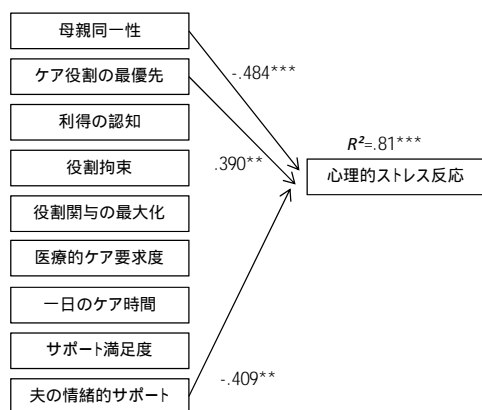 母親同一性
ケア役割の最優先
-.484***
利得の認知
R²=.81***
役割拘束
.390**
心理的ストレス反応
役割関与の最大化
医療的ケア要求度
一日のケア時間
サポート満足度
-.409**
夫の情緒的サポート